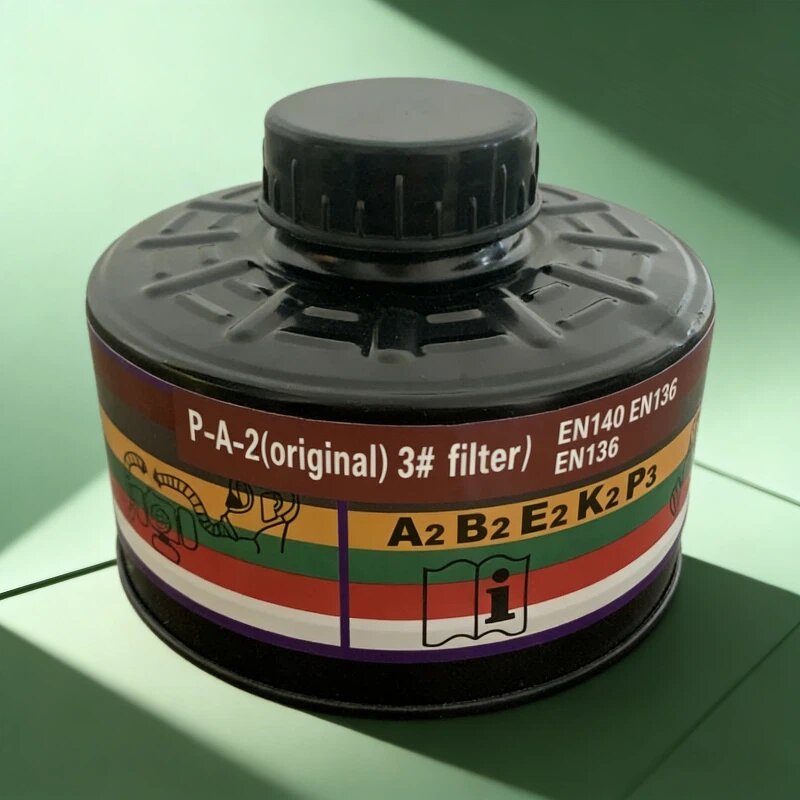 P-A-2(original) 3# filter)
EN140 EN136
EN136
A2 B2 E2 K2 P3
i